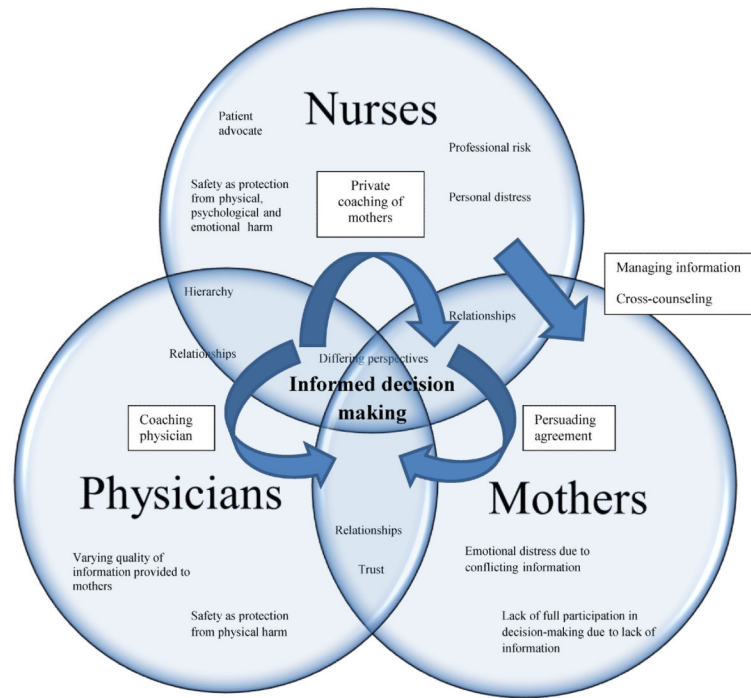 Nurses
Patient
advocate
Professional risk
Safety as protection
from physical,
psychological and
emotional harm
Private
coaching of
mothers
Personal distress
Managing information
Cross-counseling
Hierarchy
Relationships
Relationships
Differing perspectives
Informed decision
making
Coaching
physician
Persuading
agreement
Physicians
Mothers
Relationships
Trust
Varying quality of
information provided to
mothers
Safety as protection
from physical harm
Emotional distress due to
conflicting information
Lack of full participation in
decision-making due to lack of
information